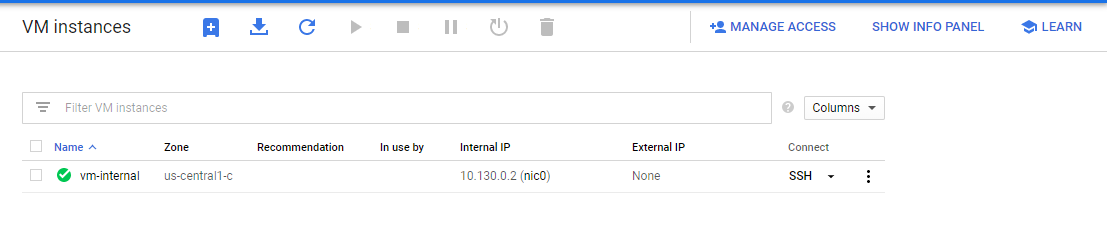 VM instances MANAGE ACCESS SHOW INFO PANEL LEARN
Filter VM instances Columns
Name Zone Recommendation In use by Internal IP External IP Connect
vm-internal us-central1-c 10.130.0.2 (nic0) None SSH